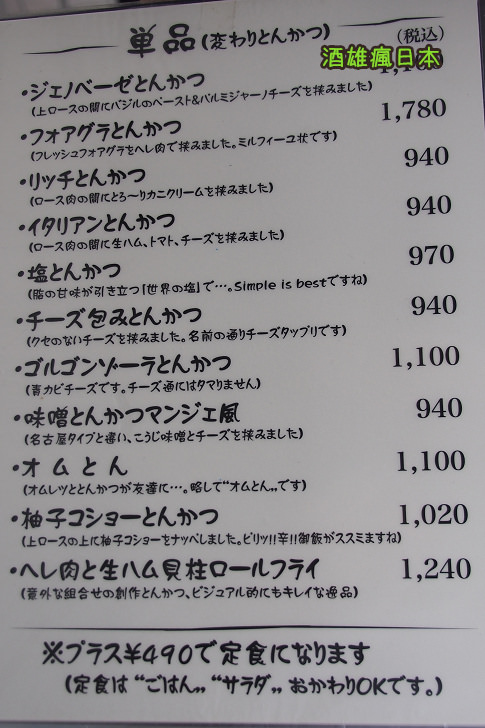 単品(変わりとんかつ) (税込)
酒雄瘋日本
・ジェノベーゼとんかつ
(上ロースの間にバジルのペースト&パルミジャーノチーズを挟みました)
・フォアグラとんかつ 1,780
(フレッシュフォアグラをヘレ肉で挟みました。ミルフィーユ状です)
・リッチとんかつ 940
(ロース肉の間にとろ〜りカニクリームを挟みました)
・イタリアンとんかつ 940
(ロース肉の間に生ハム、トマト、チーズを挟みました)
・塩とんかつ 970
(脂の甘味が引き立つ「世界の塩」で…。Simple is bestですね)
・チーズ包みとんかつ 940
(クセのないチーズを挟みました。名前の通りチーズタップリです)
・ゴルゴンゾーラとんかつ 1,100
(青カビチーズです。チーズ通にはタマりません)
・味噌とんかつマンジェ風 940
(名古屋タイプと違い、こうじ味噌とチーズを挟みました)
・オムとん 1,100
(オムレツととんかつが友達に…。略して“オムとん„です)
・柚子コショーとんかつ 1,020
(上ロースの上に柚子コショーをナッペしました。ピリッ!!辛!!御飯がススミますね)
・ヘレ肉と生ハム貝柱ロールフライ 1,240
(意外な組合せの創作とんかつ、ビジュアル的にもキレイな逸品)
※プラス¥490で定食になります
(定食は“ごはん„“サラダ„おかわりOKです。)